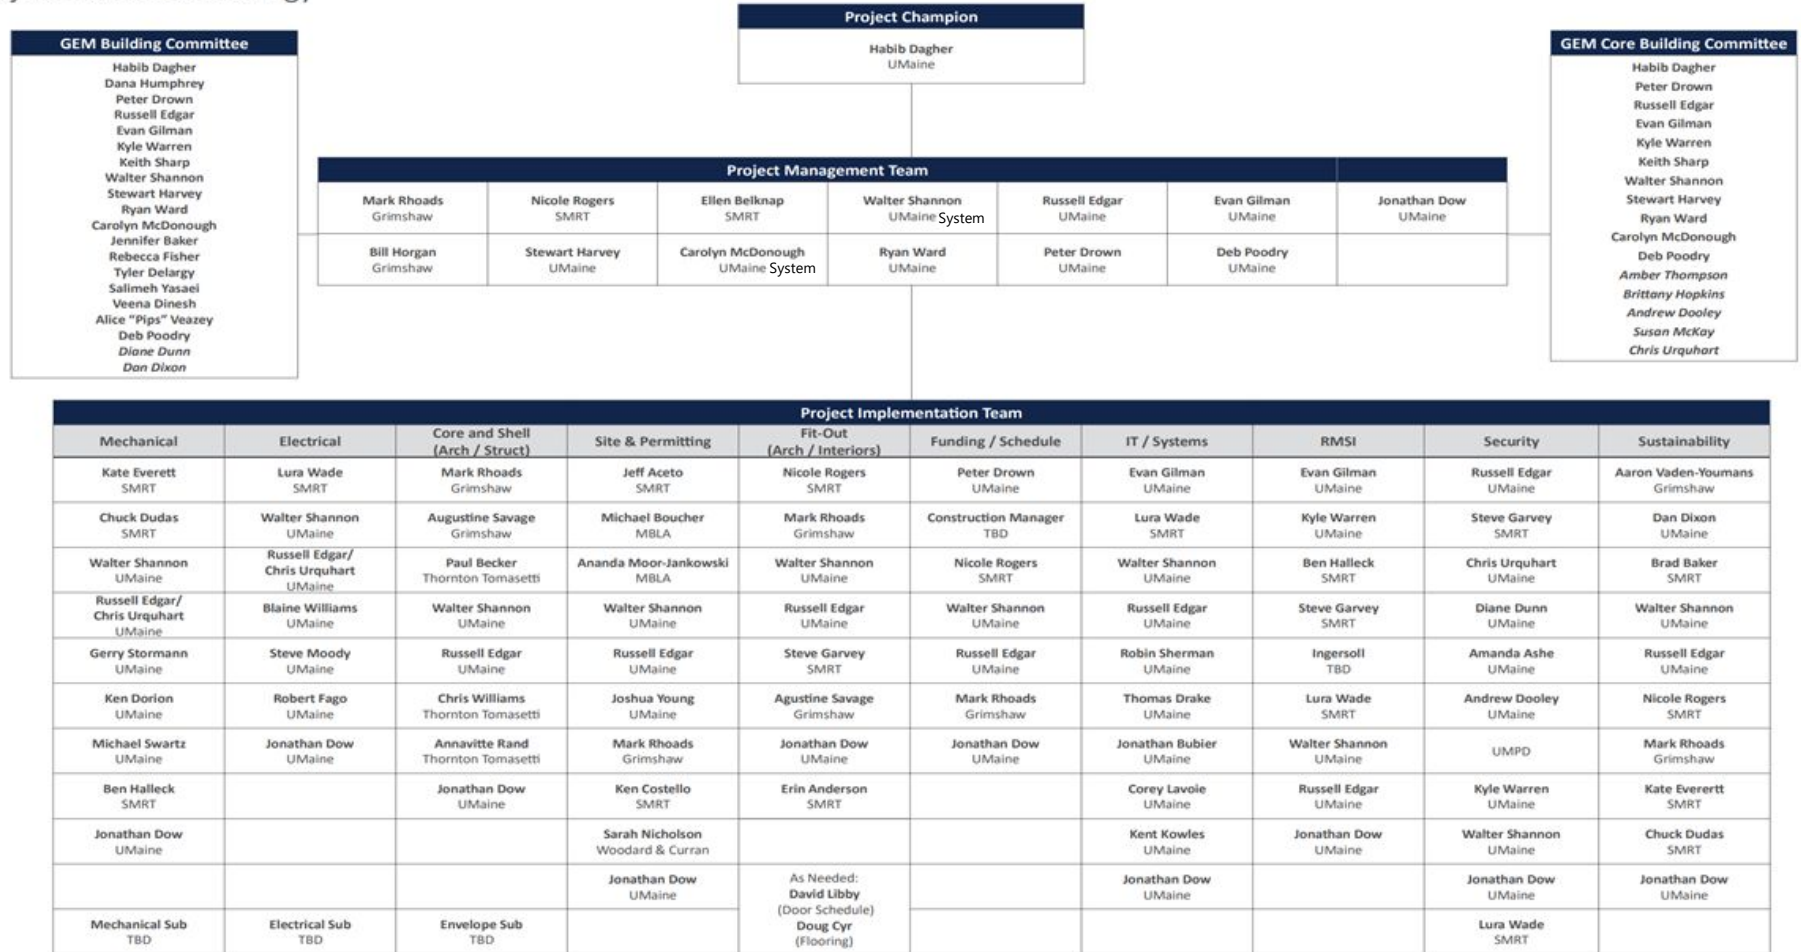 Project Champion
Habib Dagher
UMaine
GEM Building Committee
Habib Dagher
Dana Humphrey
Peter Drown
Russell Edgar
Evan Gilman
Kyle Warren
Keith Sharp
Walter Shannon
Stewart Harvey
Ryan Ward
Carolyn McDonough
Jennifer Baker
Rebecca Fisher
Tyler Delargy
Salimeh Yasaei
Veena Dinesh
Alice "Pips" Veazey
Deb Poodry
Diane Dunn
Dan Dixon
GEM Core Building Committee
Habib Dagher
Peter Drown
Russell Edgar
Evan Gilman
Kyle Warren
Keith Sharp
Walter Shannon
Stewart Harvey
Ryan Ward
Carolyn McDonough
Deb Poodry
Amber Thompson
Brittany Hopkins
Andrew Dooley
Susan McKay
Chris Urquhart
Project Management Team
Mark Rhoads Nicole Rogers Ellen Belknap Walter Shannon Russell Edgar Evan Gilman Jonathan Dow
Grimshaw SMRT SMRT UMaine System UMaine UMaine UMaine
Bill Horgan Stewart Harvey Carolyn McDonough Ryan Ward Peter Drown Deb Poodry
Grimshaw UMaine UMaine System UMaine UMaine UMaine
Project Implementation Team
Mechanical
Kate Everett
SMRT
Chuck Dudas
SMRT
Walter Shannon
UMaine
Russell Edgar/
Chris Urquhart
UMaine
Gerry Stormann
UMaine
Ken Dorion
UMaine
Michael Swartz
UMaine
Ben Halleck
SMRT
Jonathan Dow
UMaine
Mechanical Sub
TBD
Electrical
Lura Wade
SMRT
Walter Shannon
UMaine
Russell Edgar/
Chris Urquhart
UMaine
Blaine Williams
UMaine
Steve Moody
UMaine
Robert Fago
UMaine
Jonathan Dow
UMaine
Electrical Sub
TBD
Core and Shell
(Arch / Struct)
Mark Rhoads
Grimshaw
Augustine Savage
Grimshaw
Paul Becker
Thornton Tomasetti
Walter Shannon
UMaine
Russell Edgar
UMaine
Chris Williams
Thornton Tomasetti
Annavitte Rand
Thornton Tomasetti
Jonathan Dow
UMaine
Envelope Sub
TBD
Site & Permitting
Jeff Aceto
SMRT
Michael Boucher
MBLA
Ananda Moor-Jankowski
MBLA
Walter Shannon
UMaine
Russell Edgar
UMaine
Joshua Young
UMaine
Mark Rhoads
Grimshaw
Ken Costello
SMRT
Sarah Nicholson
Woodard & Curran
Jonathan Dow
UMaine
Fit-Out
(Arch / Interiors)
Nicole Rogers
SMRT
Mark Rhoads
Grimshaw
Walter Shannon
UMaine
Russell Edgar
UMaine
Steve Garvey
SMRT
Agustine Savage
Grimshaw
Jonathan Dow
UMaine
Erin Anderson
SMRT
As Needed:
David Libby
(Door Schedule)
Doug Cyr
(Flooring)
Funding / Schedule
Peter Drown
UMaine
Construction Manager
TBD
Nicole Rogers
SMRT
Walter Shannon
UMaine
Russell Edgar
UMaine
Mark Rhoads
Grimshaw
Jonathan Dow
UMaine
IT / Systems
Evan Gilman
UMaine
Lura Wade
SMRT
Walter Shannon
UMaine
Russell Edgar
UMaine
Robin Sherman
UMaine
Thomas Drake
UMaine
Jonathan Bubier
UMaine
Corey Lavoie
UMaine
Kent Kowles
UMaine
Jonathan Dow
UMaine
RMSI
Evan Gilman
UMaine
Kyle Warren
UMaine
Ben Halleck
SMRT
Steve Garvey
SMRT
Ingersoll
TBD
Lura Wade
SMRT
Walter Shannon
UMaine
Russell Edgar
UMaine
Jonathan Dow
UMaine
Security
Russell Edgar
UMaine
Steve Garvey
SMRT
Chris Urquhart
UMaine
Diane Dunn
UMaine
Amanda Ashe
UMaine
Andrew Dooley
UMaine
UMPD
Kyle Warren
UMaine
Walter Shannon
UMaine
Jonathan Dow
UMaine
Lura Wade
SMRT
Sustainability
Aaron Vaden-Youmans
Grimshaw
Dan Dixon
UMaine
Brad Baker
SMRT
Walter Shannon
UMaine
Russell Edgar
UMaine
Nicole Rogers
SMRT
Mark Rhoads
Grimshaw
Kate Everertt
SMRT
Chuck Dudas
SMRT
Jonathan Dow
UMaine